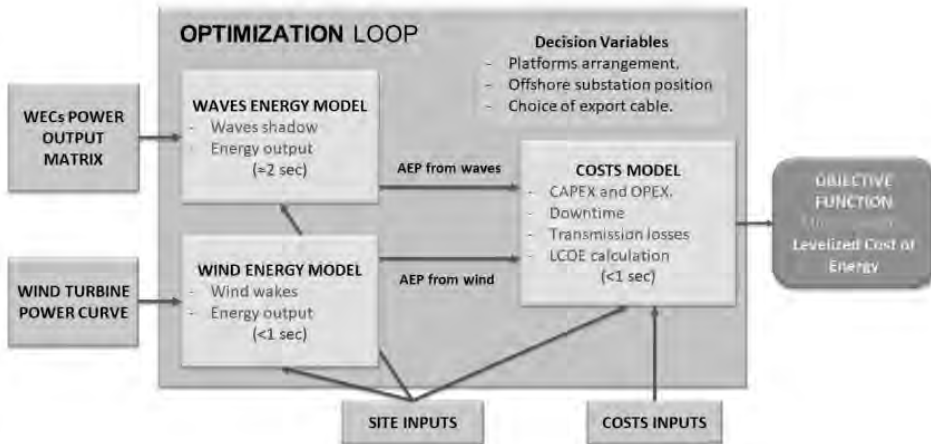 OPTIMIZATION LOOP
Decision Variables
- Platforms arrangement.
- Offshore substation position
- Choice of export cable.
WECs POWER
OUTPUT
MATRIX
WAVES ENERGY MODEL
- Waves shadow
- Energy output
(≈2 sec)
AEP from waves
WIND TURBINE
POWER CURVE
WIND ENERGY MODEL
- Wind wakes
- Energy output
(<1 sec)
AEP from wind
COSTS MODEL
- CAPEX and OPEX.
- Downtime
- Transmission losses
- LCOE calculation
(<1 sec)
OBJECTIVE
FUNCTION
Levelized Cost of
Energy
SITE INPUTS
COSTS INPUTS